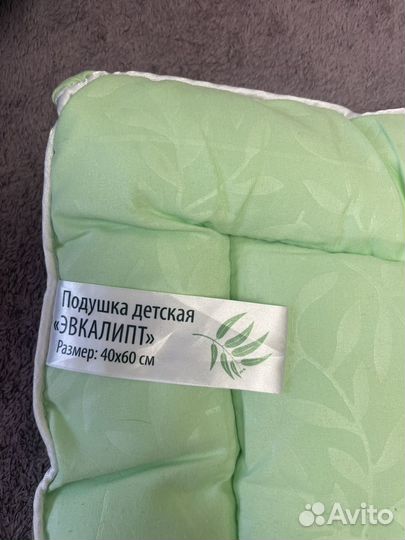 Подушка детская
«ЭВКАЛИПТ»
Размер: 40х60 см
Avito